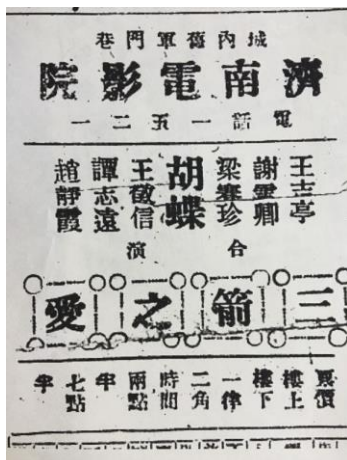 城內舊軍門巷
濟南電影院
電話一五二一
王吉亭
謝雲卿
梁賽珍
胡蝶
王徵信
譚志遠
趙靜霞
合演
三箭之愛
票價
樓上
樓下
一律
二角
時間
兩點
半
七點
半